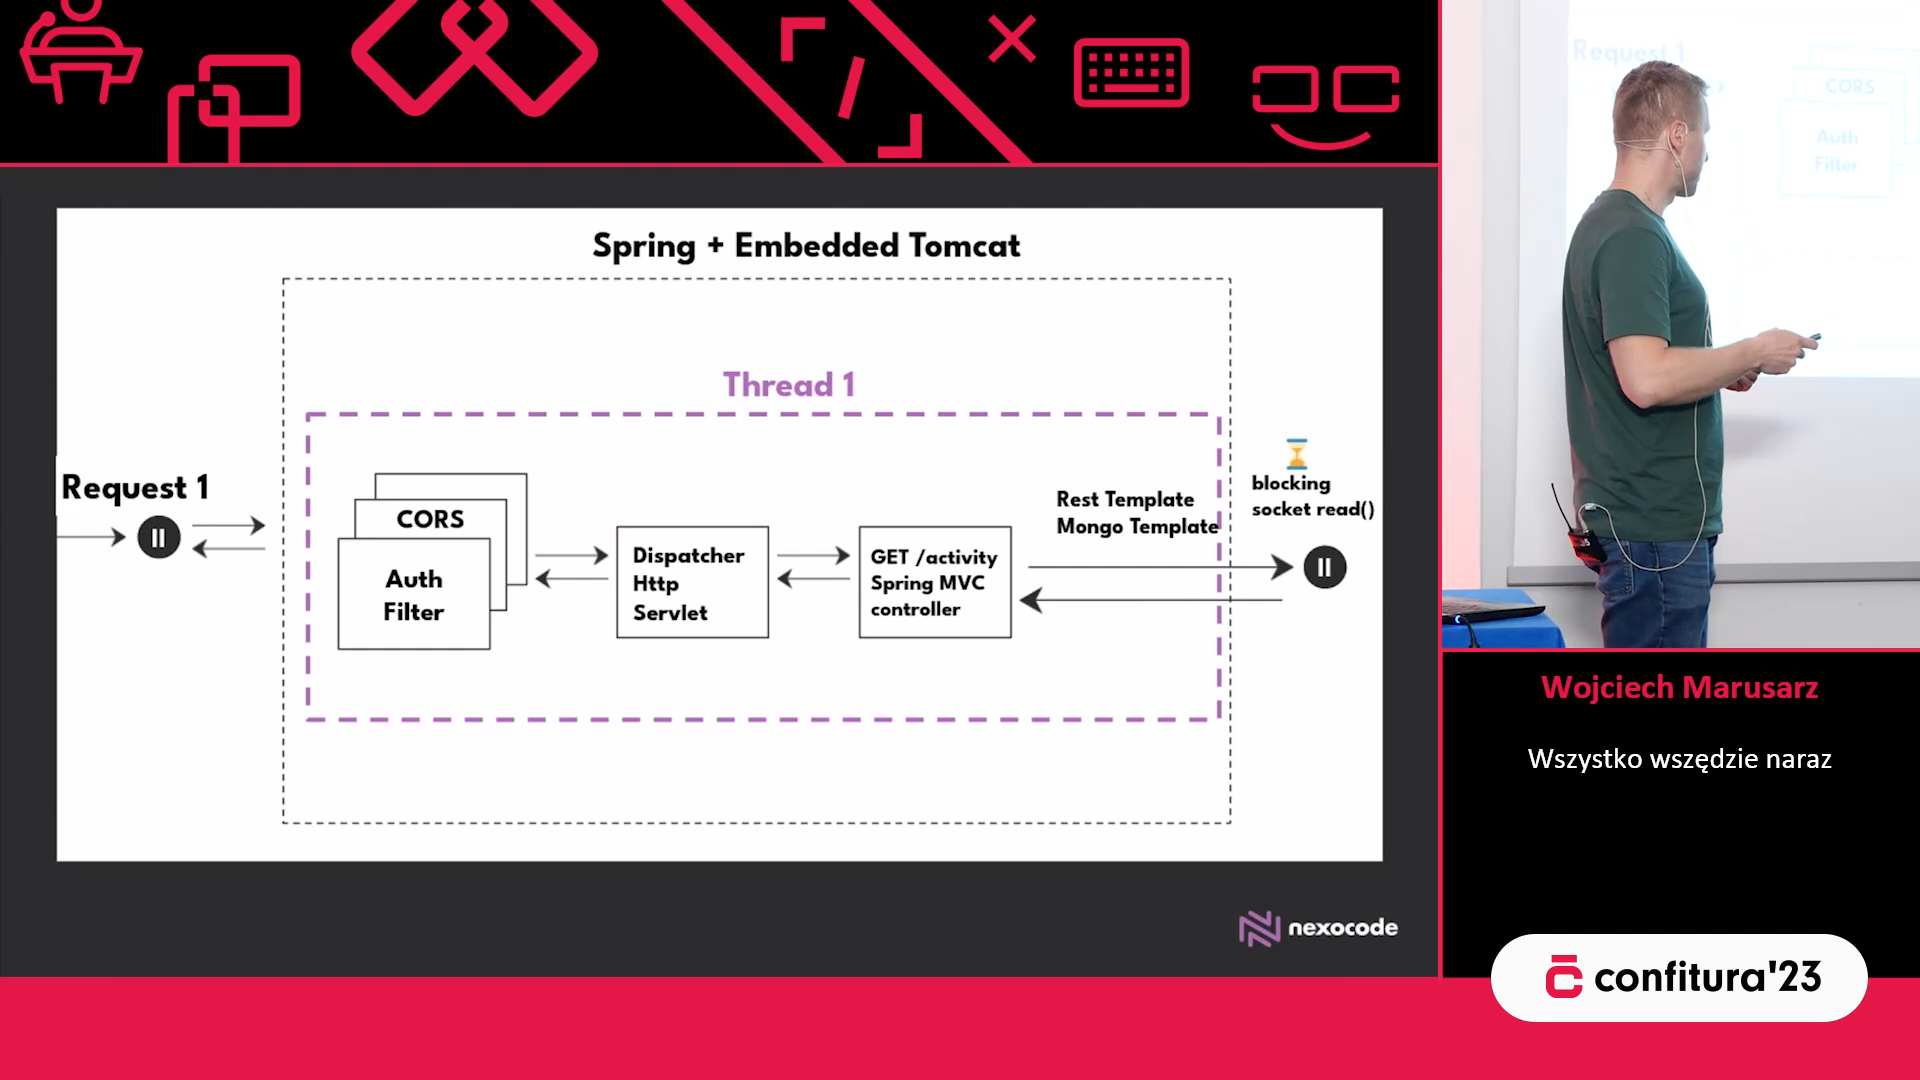 Spring + Embedded Tomcat
Thread 1
Request 1
CORS
Auth
Filter
Dispatcher
Http
Servlet
GET /activity
Spring MVC
controller
Rest Template
Mongo Template
blocking
socket read()
nexocode
Request 1
CORS
Auth
Filter
Wojciech Marusarz
Wszystko wszędzie naraz
confitura'23